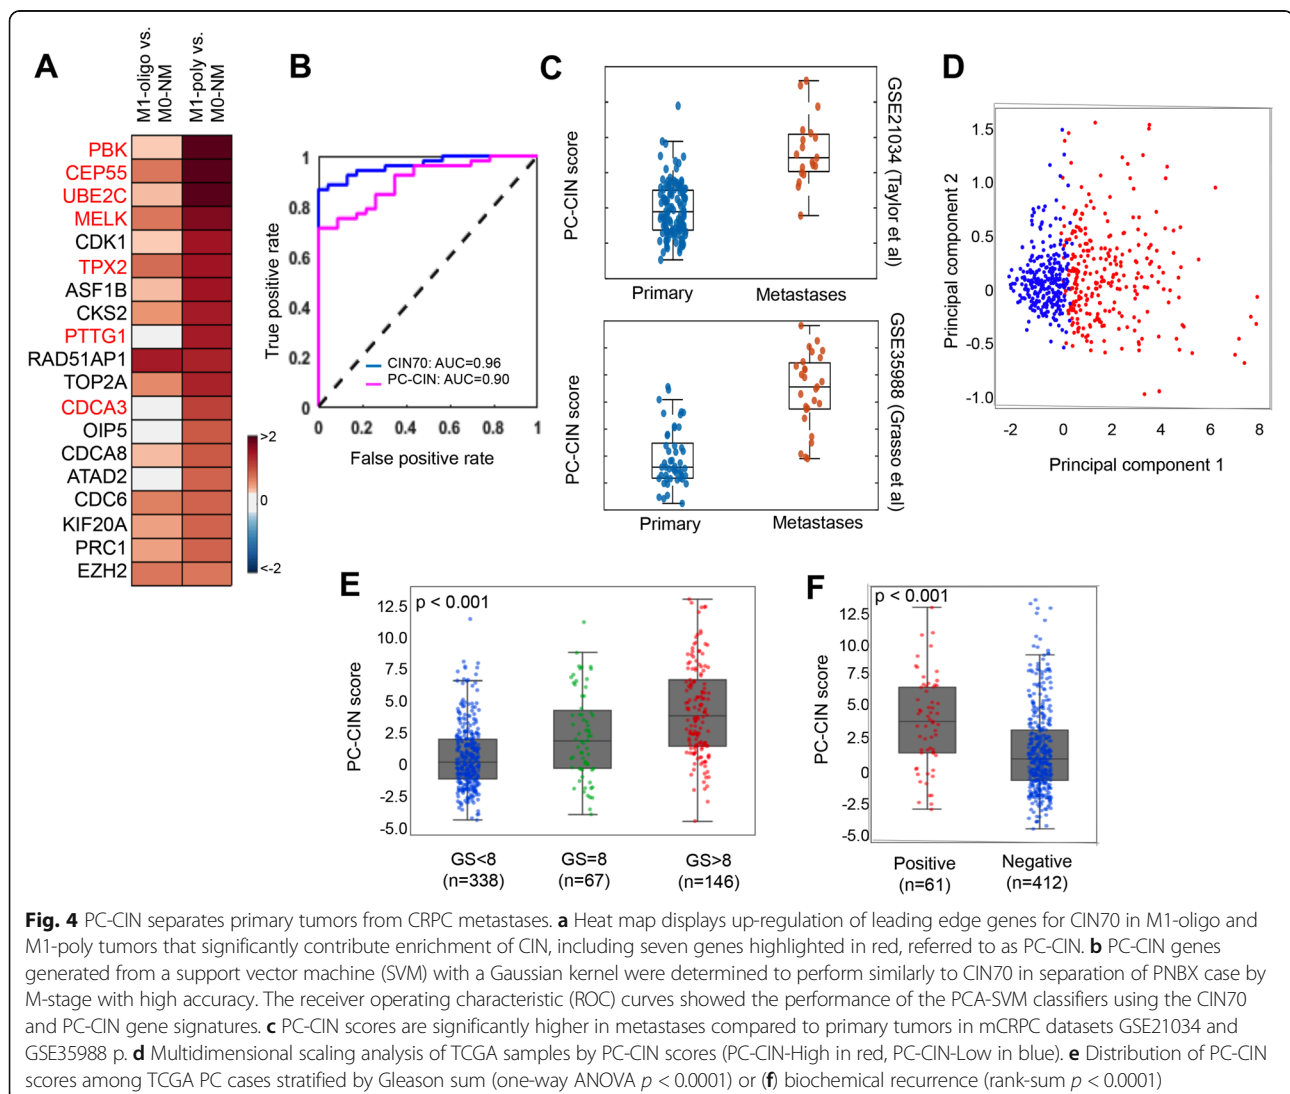 A
M1-oligo vs.
M0-NM
M1-poly vs.
M0-NM
PBK
CEP55
UBE2C
MELK
CDK1
TPX2
ASF1B
CKS2
PTTG1
RAD51AP1
TOP2A
CDCA3
OIP5
CDCA8
ATAD2
CDC6
KIF20A
PRC1
EZH2
>2
0
<-2
B
True positive rate
1
0.8
0.6
0.4
0.2
0
CIN70: AUC=0.96
PC-CIN: AUC=0.90
0 0.2 0.4 0.6 0.8 1
False positive rate
C
PC-CIN score
GSE21034 (Taylor et al)
Primary Metastases
PC-CIN score
GSE35988 (Grasso et al)
Primary Metastases
D
Principal component 2
1.5
1.0
0.5
0
-0.5
-1.0
-2 0 2 4 6 8
Principal component 1
E
p < 0.001
PC-CIN score
12.5
10.0
7.5
5.0
2.5
0
-2.5
-5.0
GS<8 GS=8 GS>8
(n=338) (n=67) (n=146)
F
p < 0.001
PC-CIN score
12.5
10.0
7.5
5.0
2.5
0
-2.5
-5.0
Positive Negative
(n=61) (n=412)
Fig. 4 PC-CIN separates primary tumors from CRPC metastases. a Heat map displays up-regulation of leading edge genes for CIN70 in M1-oligo and
M1-poly tumors that significantly contribute enrichment of CIN, including seven genes highlighted in red, referred to as PC-CIN. b PC-CIN genes
generated from a support vector machine (SVM) with a Gaussian kernel were determined to perform similarly to CIN70 in separation of PNBX case by
M-stage with high accuracy. The receiver operating characteristic (ROC) curves showed the performance of the PCA-SVM classifiers using the CIN70
and PC-CIN gene signatures. c PC-CIN scores are significantly higher in metastases compared to primary tumors in mCRPC datasets GSE21034 and
GSE35988 p. d Multidimensional scaling analysis of TCGA samples by PC-CIN scores (PC-CIN-High in red, PC-CIN-Low in blue). e Distribution of PC-CIN
scores among TCGA PC cases stratified by Gleason sum (one-way ANOVA p < 0.0001) or (f) biochemical recurrence (rank-sum p < 0.0001)